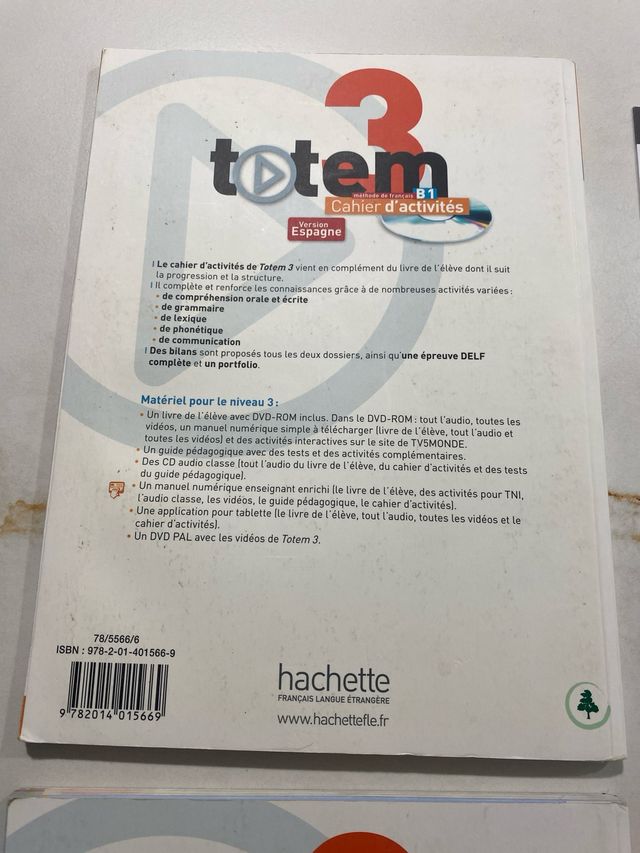 3
totem
méthode de français B1
Cahier d'activités
Version
Espagne
Le cahier d'activités de Totem 3 vient en complément du livre de l'élève dont il suit
la progression et la structure.
Il complète et renforce les connaissances grâce à de nombreuses activités variées :
• de compréhension orale et écrite
• de grammaire
• de lexique
• de phonétique
• de communication
Des bilans sont proposés tous les deux dossiers, ainsi qu'une épreuve DELF
complète et un portfolio.
Matériel pour le niveau 3 :
• Un livre de l'élève avec DVD-ROM inclus. Dans le DVD-ROM : tout l'audio, toutes les
vidéos, un manuel numérique simple à télécharger (livre de l'élève, tout l'audio et
toutes les vidéos) et des activités interactives sur le site de TV5MONDE.
• Un guide pédagogique avec des tests et des activités complémentaires.
• Des CD audio classe (tout l'audio du livre de l'élève, du cahier d'activités et des tests
du guide pédagogique).
• Un manuel numérique enseignant enrichi (le livre de l'élève, des activités pour TNI,
l'audio classe, les vidéos, le guide pédagogique, le cahier d'activités).
• Une application pour tablette (le livre de l'élève, tout l'audio, toutes les vidéos et le
cahier d'activités).
• Un DVD PAL avec les vidéos de Totem 3.
78/5566/6
ISBN : 978-2-01-401566-9
9 782014 015669
hachette
FRANÇAIS LANGUE ÉTRANGÈRE
www.hachettefle.fr